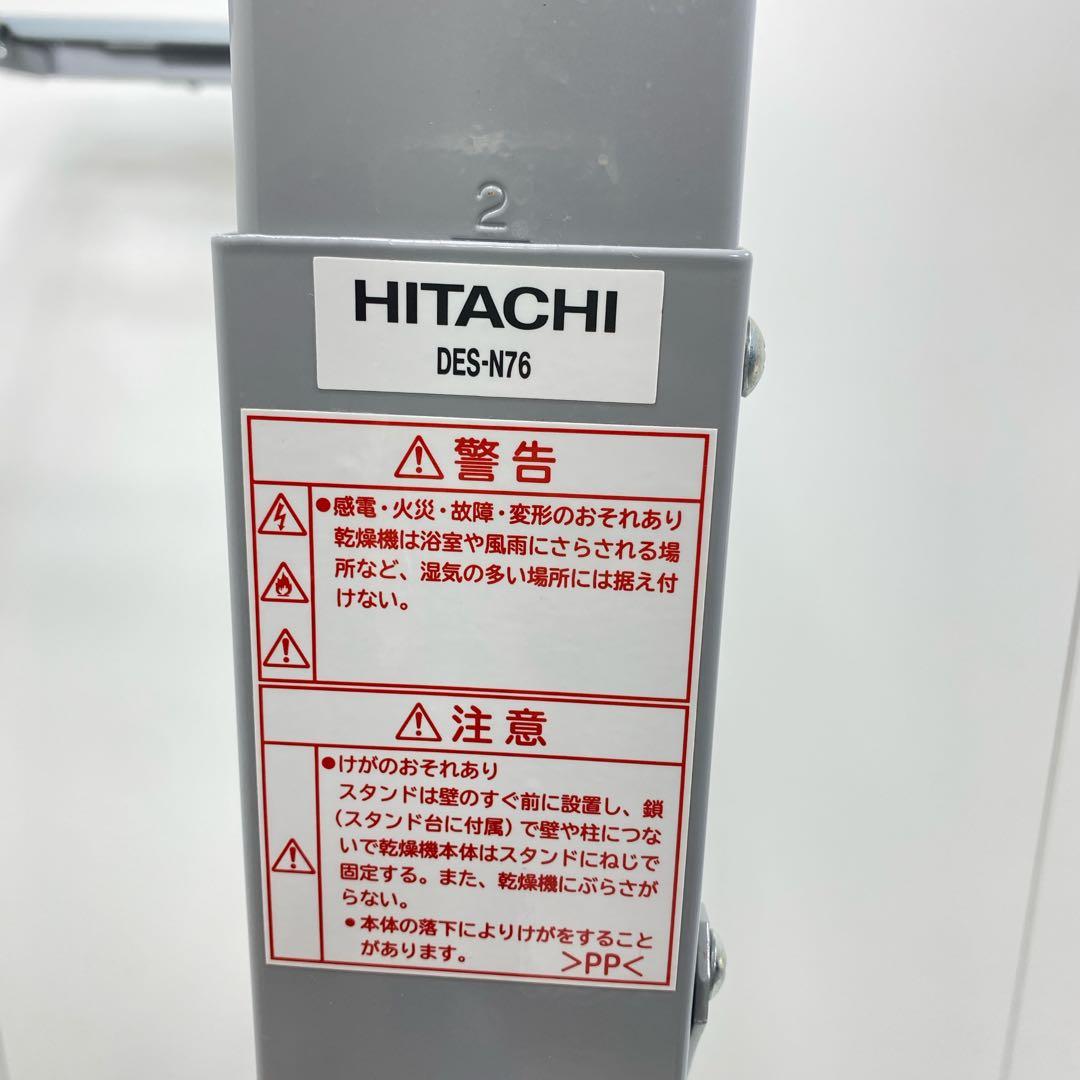 2
HITACHI
DES-N76
警告
●感電・火災・故障・変形のおそれあり
乾燥機は浴室や風雨にさらされる場
所など、湿気の多い場所には据え付
けない。
注意
●けがのおそれあり
スタンドは壁のすぐ前に設置し、鎖
(スタンド台に付属)で壁や柱につな
いで乾燥機本体はスタンドにねじで
固定する。また、乾燥機にぶらさが
らない。
•本体の落下によりけがをすること
があります。
>PP<